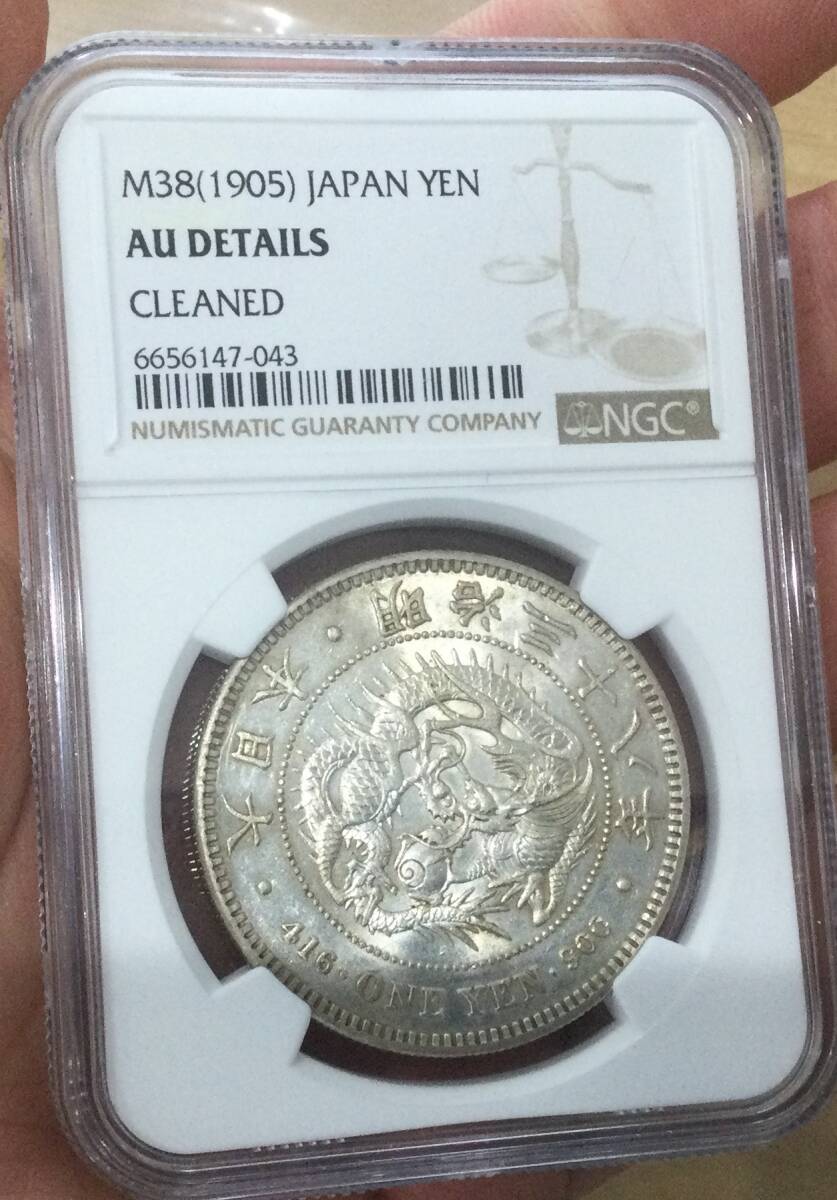 M38(1905) JAPAN YEN
AU DETAILS
CLEANED
6656147-043
NUMISMATIC GUARANTY COMPANY
NGC®
大日本 · 明治三十八年 ·
416 · ONE YEN · 900